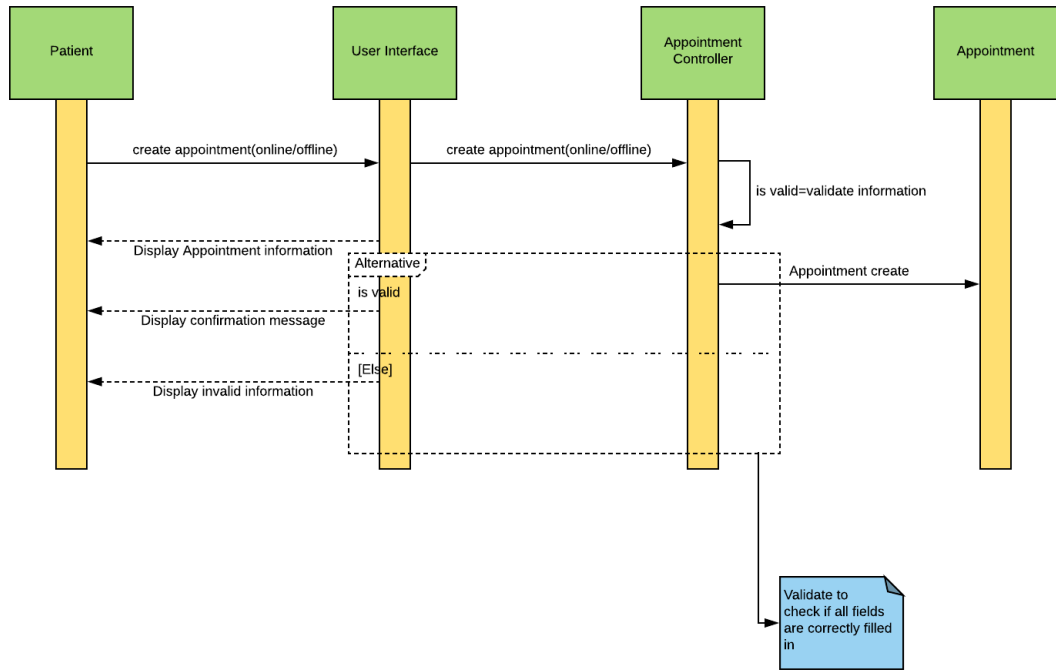 Patient
User Interface
Appointment
Controller
Appointment
create appointment(online/offline)
create appointment(online/offline)
is valid=validate information
Display Appointment information
Alternative
Appointment create
is valid
Display confirmation message
[Else]
Display invalid information
Validate to
check if all fields
are correctly filled
in